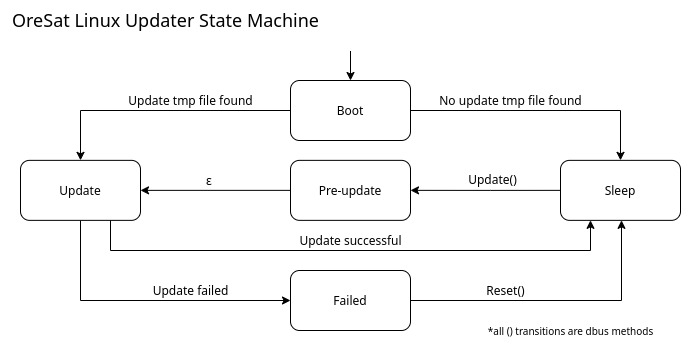 OreSat Linux Updater State Machine
Update tmp file found
Boot
No update tmp file found
Update
ε
Pre-update
Update()
Sleep
Update successful
Update failed
Failed
Reset()
*all () transitions are dbus methods